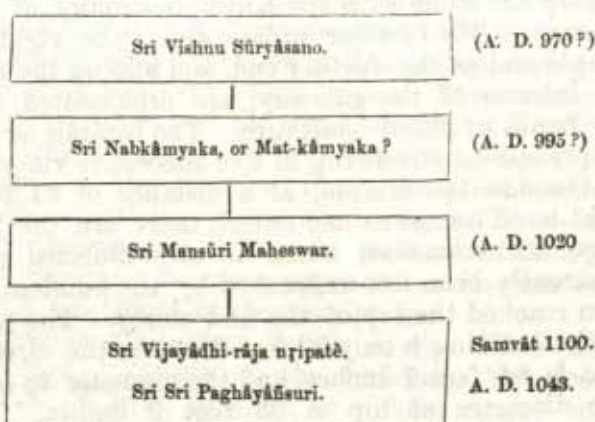 Sri Vishnu Sûryâsano. (A. D. 970?)
Sri Nabkâmyaka, or Mat-kâmyaka? (A. D. 995?)
Sri Mansûri Maheswar. (A. D. 1020
Sri Vijayâdhi-râja nṛipatè. Samvât 1100.
Sri Sri Paghâyâñsuri. A. D. 1043.